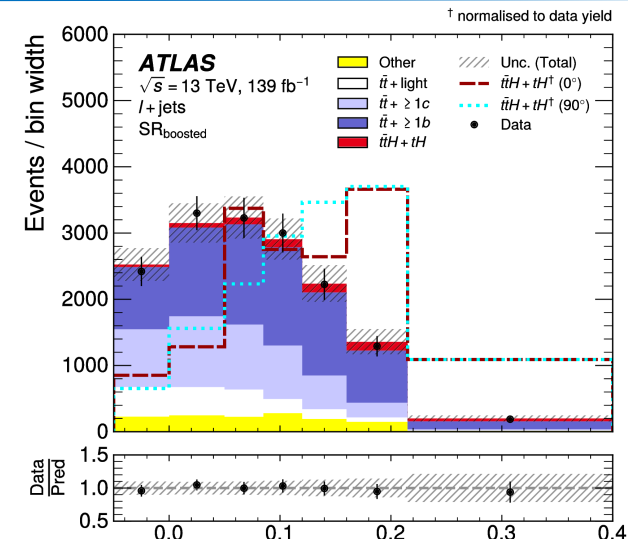 † normalised to data yield
6000
5000
4000
3000
2000
1000
0
Events / bin width
ATLAS
√s = 13 TeV, 139 fb⁻¹
l + jets
SR_boosted
Other
tt̄ + light
tt̄ + ≥ 1c
tt̄ + ≥ 1b
tt̄H + tH
Unc. (Total)
tt̄H + tH† (0°)
tt̄H + tH† (90°)
Data
1.5
1.0
0.5
Data
Pred
0.0 0.1 0.2 0.3 0.4